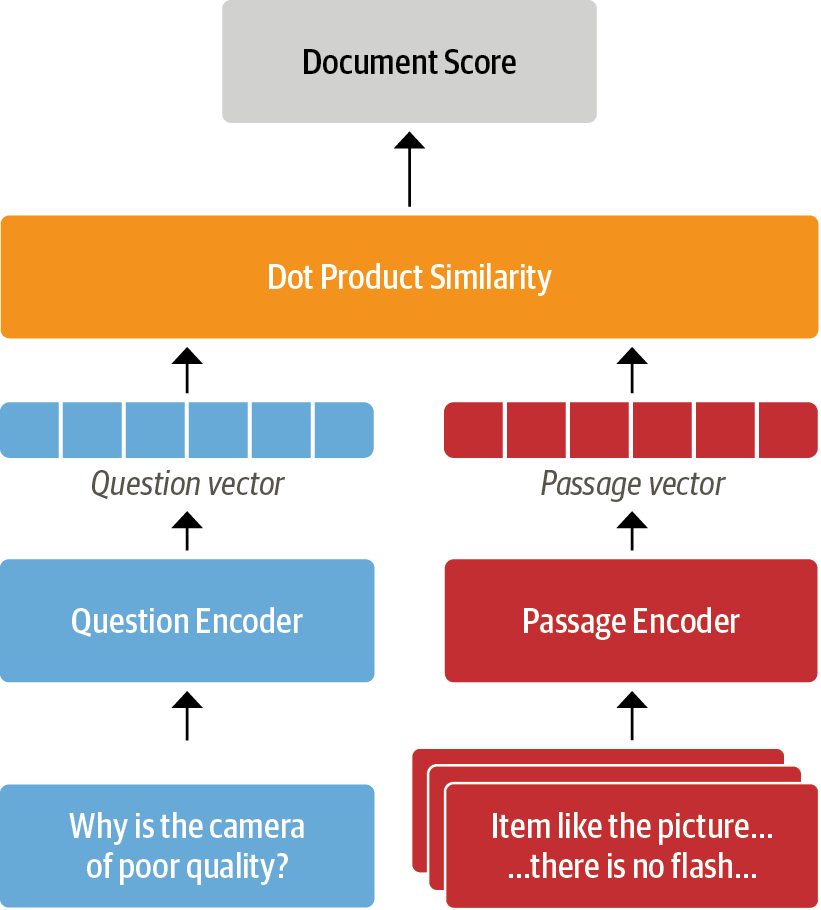 Document Score
Dot Product Similarity
Question vector
Passage vector
Question Encoder
Passage Encoder
Why is the camera
of poor quality?
Item like the picture...
...there is no flash...